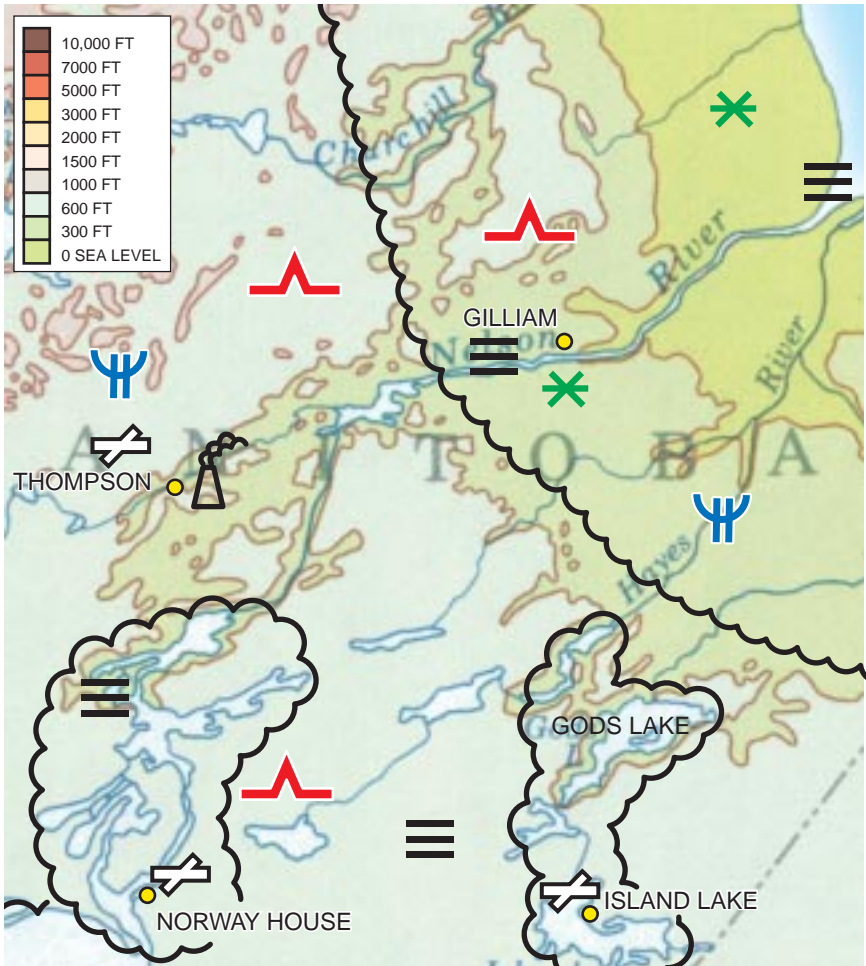 10,000 FT
7000 FT
5000 FT
3000 FT
2000 FT
1500 FT
1000 FT
600 FT
300 FT
0 SEA LEVEL
Churchill
River
GILLIAM
Nelson
River
A N I T O B A
THOMPSON
Hayes
GODS LAKE
ISLAND LAKE
NORWAY HOUSE